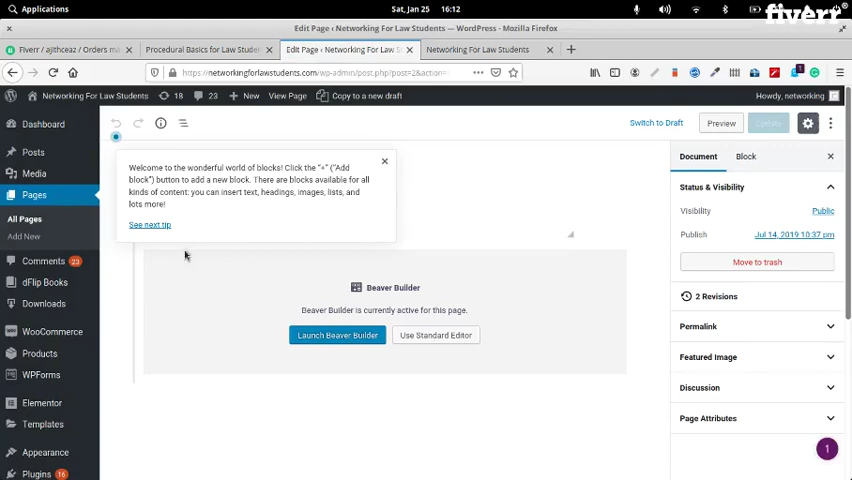 Applications
Sat, Jan 25 16:12
fiverr
Edit Page ‹ Networking For Law Students — WordPress - Mozilla Firefox
Fiverr / ajitheaz / Orders ma
Procedural Basics for Law Studen
Edit Page ‹ Networking For Law S
Networking For Law Students
https://networkingforlawstudents.com/wp-admin/post.php?post=2&action=
Networking For Law Students
18
23
+ New
View Page
Copy to a new draft
Howdy, networking
Dashboard
Posts
Media
Pages
All Pages
Add New
Comments 23
dFlip Books
Downloads
WooCommerce
Products
WPForms
Elementor
Templates
Appearance
Plugins 16
Switch to Draft
Preview
Update
Welcome to the wonderful world of blocks! Click the “+” (“Add
block”) button to add a new block. There are blocks available for all
kinds of content: you can insert text, headings, images, lists, and
lots more!
See next tip
Beaver Builder
Beaver Builder is currently active for this page.
Launch Beaver Builder
Use Standard Editor
Document
Block
Status & Visibility
Visibility
Public
Publish
Jul 14, 2019 10:37 pm
Move to trash
2 Revisions
Permalink
Featured Image
Discussion
Page Attributes
1